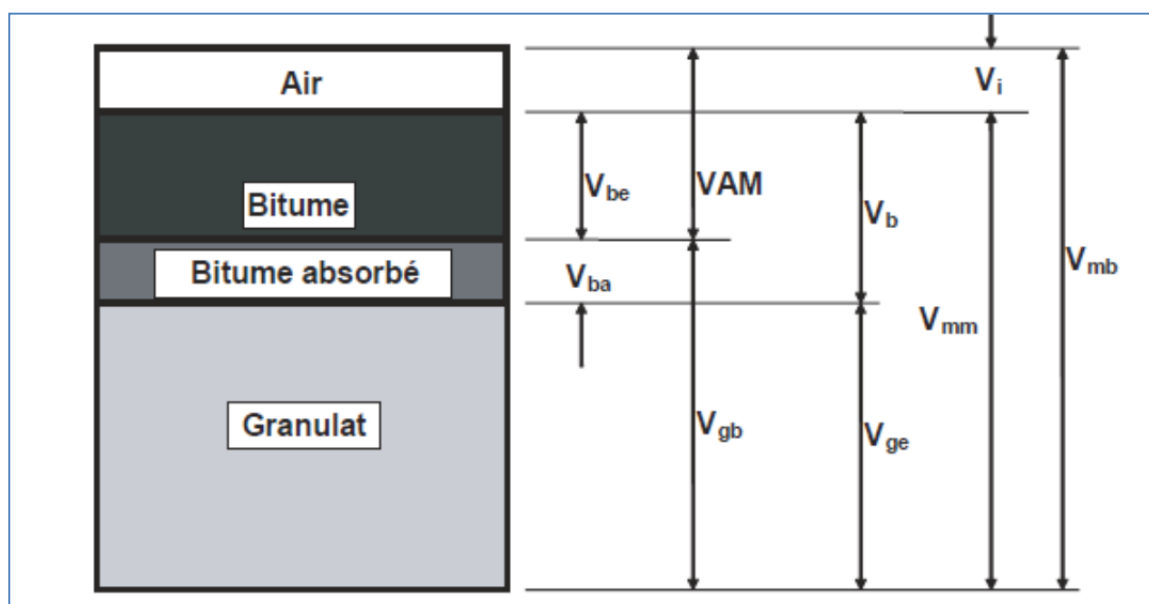 Air
Bitume
Bitume absorbé
Granulat
V_i
V_be
VAM
V_b
V_mb
V_ba
V_mm
V_gb
V_ge